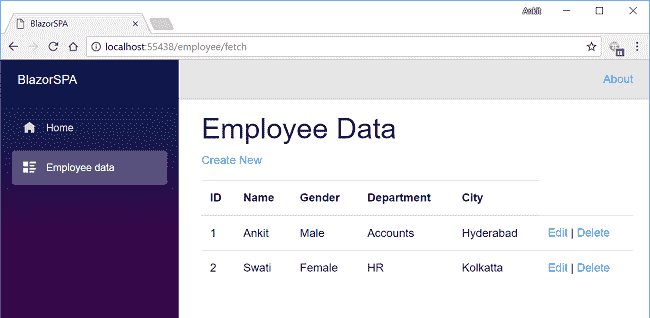 Ankit
BlazorSPA
localhost:55438/employee/fetch
BlazorSPA
About
Home
Employee data
Employee Data
Create New
ID Name Gender Department City
1 Ankit Male Accounts Hyderabad Edit | Delete
2 Swati Female HR Kolkatta Edit | Delete